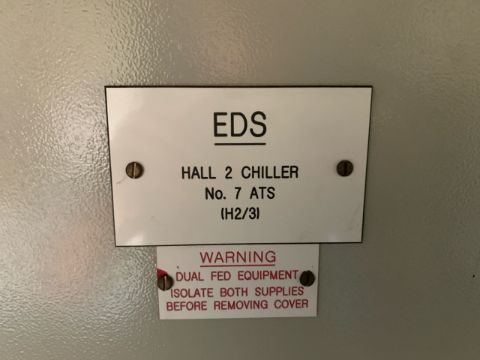 EDS
HALL 2 CHILLER
No. 7 ATS
(H2/3)
WARNING
DUAL FED EQUIPMENT
ISOLATE BOTH SUPPLIES
BEFORE REMOVING COVER